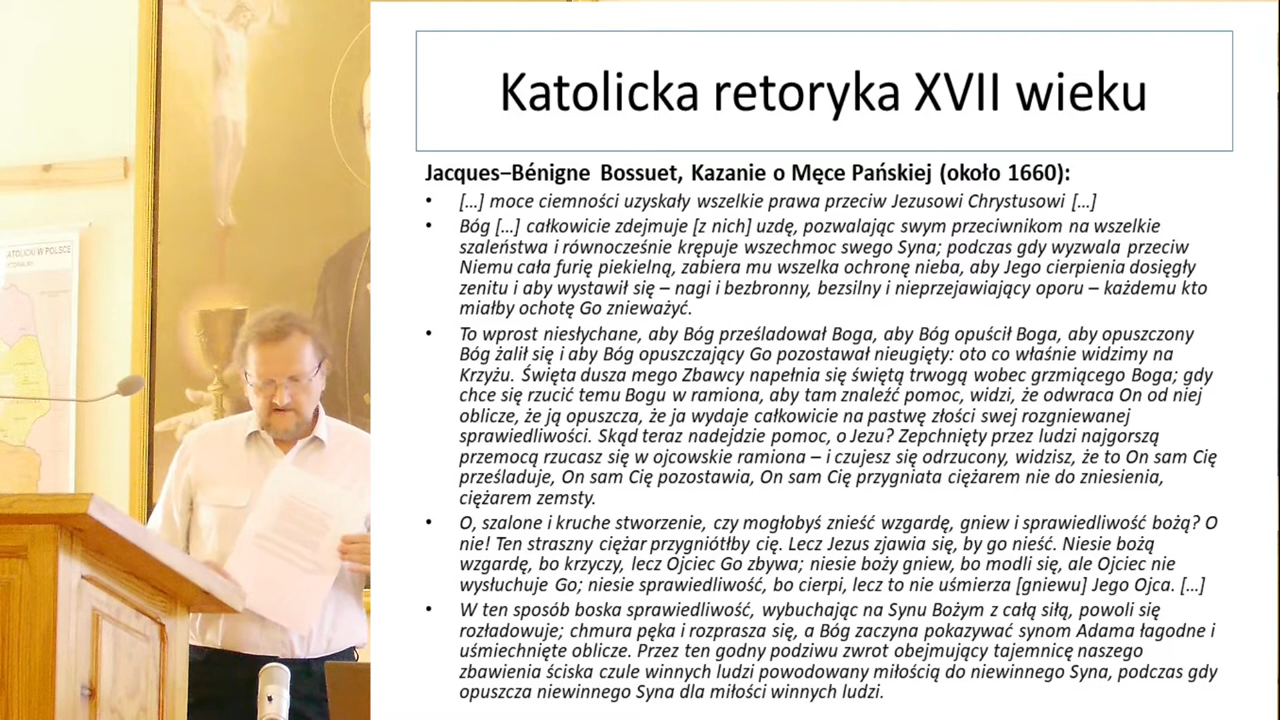 Katolicka retoryka XVII wieku
Jacques–Bénigne Bossuet, Kazanie o Męce Pańskiej (około 1660):
• […] moce ciemności uzyskały wszelkie prawa przeciw Jezusowi Chrystusowi […]
• Bóg […] całkowicie zdejmuje [z nich] uzdę, pozwalając swym przeciwnikom na wszelkie
szaleństwa i równocześnie krępuje wszechmoc swego Syna; podczas gdy wyzwala przeciw
Niemu cała furię piekielną, zabiera mu wszelka ochronę nieba, aby Jego cierpienia dosięgły
zenitu i aby wystawił się – nagi i bezbronny, bezsilny i nieprzejawiający oporu – każdemu kto
miałby ochotę Go znieważyć.
• To wprost niesłychane, aby Bóg prześladował Boga, aby Bóg opuścił Boga, aby opuszczony
Bóg żalił się i aby Bóg opuszczający Go pozostawał nieugięty: oto co właśnie widzimy na
Krzyżu. Święta dusza mego Zbawcy napełnia się świętą trwogą wobec grzmiącego Boga; gdy
chce się rzucić temu Bogu w ramiona, aby tam znaleźć pomoc, widzi, że odwraca On od niej
oblicze, że ją opuszcza, że ja wydaje całkowicie na pastwę złości swej rozgniewanej
sprawiedliwości. Skąd teraz nadejdzie pomoc, o Jezu? Zepchnięty przez ludzi najgorszą
przemocą rzucasz się w ojcowskie ramiona – i czujesz się odrzucony, widzisz, że to On sam Cię
prześladuje, On sam Cię pozostawia, On sam Cię przygniata ciężarem nie do zniesienia,
ciężarem zemsty.
• O, szalone i kruche stworzenie, czy mogłobyś znieść wzgardę, gniew i sprawiedliwość bożą? O
nie! Ten straszny ciężar przygniótłby cię. Lecz Jezus zjawia się, by go nieść. Niesie bożą
wzgardę, bo krzyczy, lecz Ojciec Go zbywa; niesie boży gniew, bo modli się, ale Ojciec nie
wysłuchuje Go; niesie sprawiedliwość, bo cierpi, lecz to nie uśmierza [gniewu] Jego Ojca. […]
• W ten sposób boska sprawiedliwość, wybuchając na Synu Bożym z całą siłą, powoli się
rozładowuje; chmura pęka i rozprasza się, a Bóg zaczyna pokazywać synom Adama łagodne i
uśmiechnięte oblicze. Przez ten godny podziwu zwrot obejmujący tajemnicę naszego
zbawienia ściska czule winnych ludzi powodowany miłością do niewinnego Syna, podczas gdy
opuszcza niewinnego Syna dla miłości winnych ludzi.
ATOLICKI W POLSCE